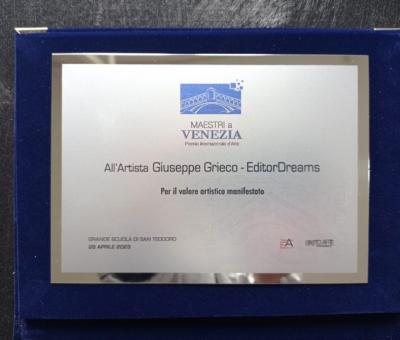 MAESTRI a
VENEZIA
Premio Internazionale d'Arte
All'Artista Giuseppe Grieco - EditorDreams
Per il valore artistico manifestato
GRANDE SCUOLA DI SAN TEODORO
29 APRILE 2023
EA